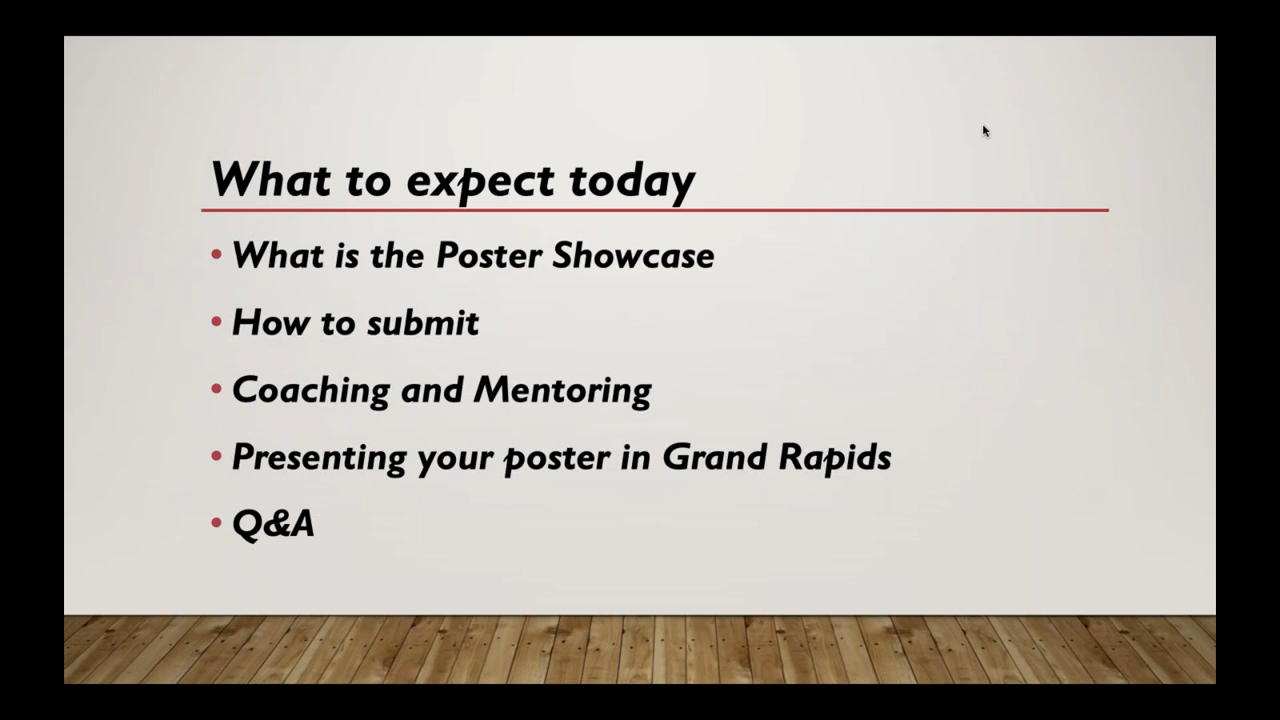 What to expect today
• What is the Poster Showcase
• How to submit
• Coaching and Mentoring
• Presenting your poster in Grand Rapids
• Q&A